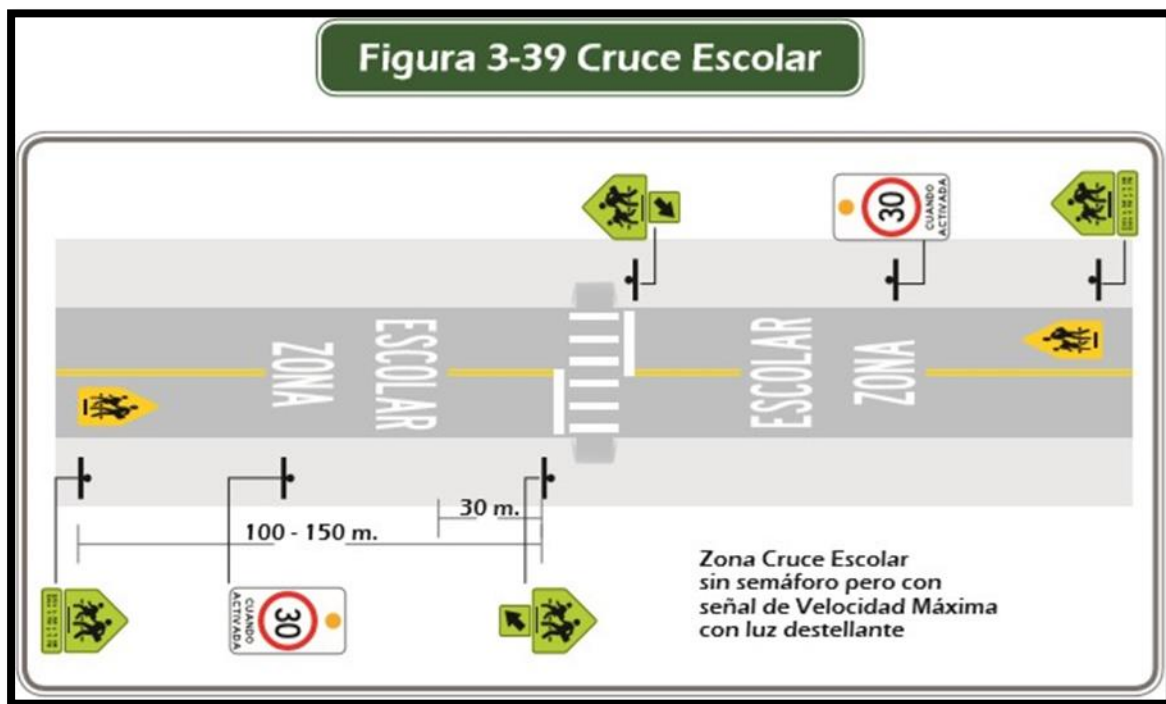 Figura 3-39 Cruce Escolar
30
CUANDO
ACTIVADA
ZONA
ESCOLAR
ESCOLAR
ZONA
30 m.
100 - 150 m.
CUANDO
ACTIVADA
30
Zona Cruce Escolar
sin semáforo pero con
señal de Velocidad Máxima
con luz destellante